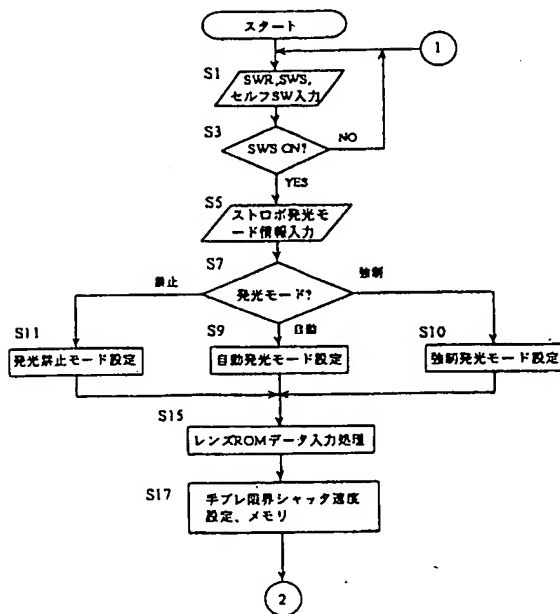 スタート
1
S1
SWR,SWS,
セルフSW入力
S3
SWS ON?
NO
YES
S5
ストロボ発光モ
ード情報入力
S7
禁止
発光モード?
強制
S11
S9
自動
S10
発光禁止モード設定
自動発光モード設定
強制発光モード設定
S15
レンズROMデータ入力処理
S17
手ブレ限界シャッタ速度
設定、メモリ
2